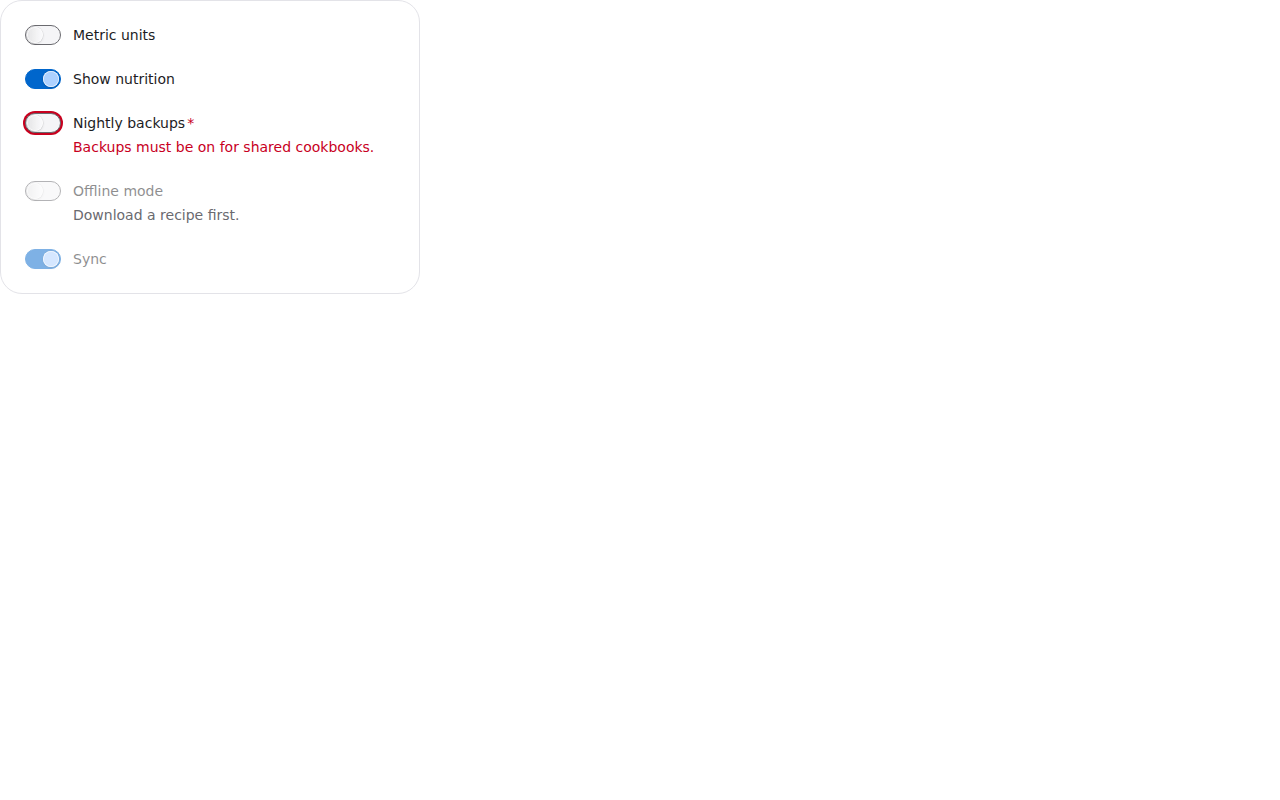 Metric units
Show nutrition
Nightly backups*
Backups must be on for shared cookbooks.
Offline mode
Download a recipe first.
Sync